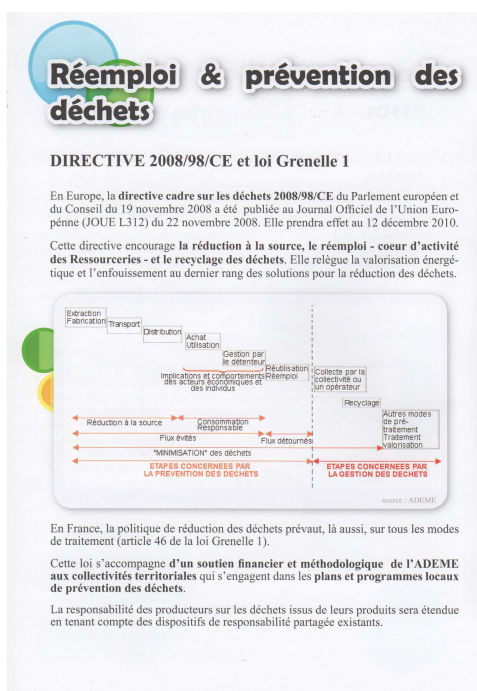 Réemploi & prévention des
déchets
DIRECTIVE 2008/98/CE et loi Grenelle 1
En Europe, la directive cadre sur les déchets 2008/98/CE du Parlement européen et
du Conseil du 19 novembre 2008 a été publiée au Journal Officiel de l'Union Euro-
pénne (JOUE L312) du 22 novembre 2008. Elle prendra effet au 12 décembre 2010.
Cette directive encourage la réduction à la source, le réemploi - coeur d'activité
des Ressourceries - et le recyclage des déchets. Elle relègue la valorisation énergé-
tique et l'enfouissement au dernier rang des solutions pour la réduction des déchets.
Extraction
Fabrication
Transport
Distribution
Achat
Utilisation
Gestion par
le détenteur
Réutilisation
Réemploi
Implications et comportements
des acteurs économiques et
des individus
Collecte par la
collectivité ou
un opérateur
Recyclage
Autres modes
de pré-
traitement
Traitement
valorisation
Réduction à la source
Consommation
Responsable
Flux évités
Flux détournés
"MINIMISATION" des déchets
ETAPES CONCERNEES PAR
LA PREVENTION DES DECHETS
ETAPES CONCERNEES PAR
LA GESTION DES DECHETS
source : ADEME
En France, la politique de réduction des déchets prévaut, là aussi, sur tous les modes
de traitement (article 46 de la loi Grenelle 1).
Cette loi s'accompagne d'un soutien financier et méthodologique de l'ADEME
aux collectivités territoriales qui s'engagent dans les plans et programmes locaux
de prévention des déchets.
La responsabilité des producteurs sur les déchets issus de leurs produits sera étendue
en tenant compte des dispositifs de responsabilité partagée existants.